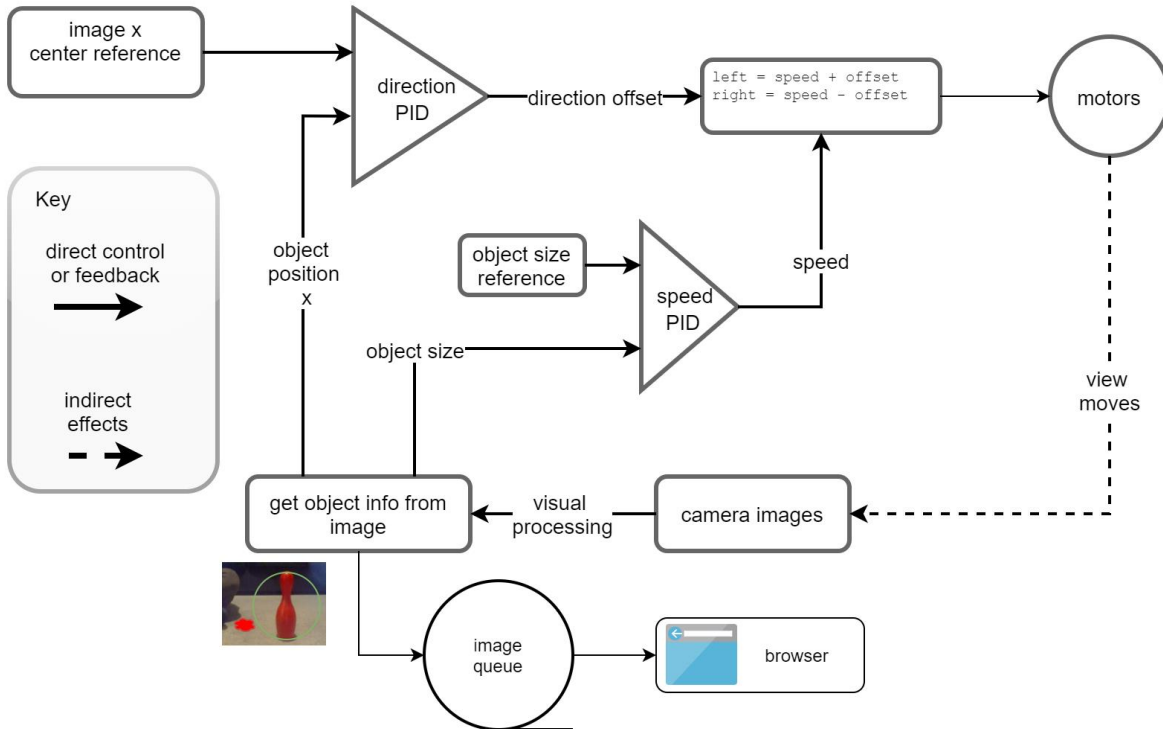 image x
center reference
direction
PID
direction offset
left = speed + offset
right = speed - offset
motors
Key
direct control
or feedback
indirect
effects
object
position
x
object size
reference
speed
PID
speed
object size
view
moves
get object info from
image
visual
processing
camera images
image
queue
browser